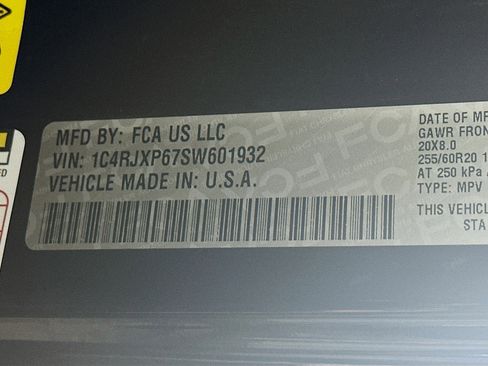 MFD BY: FCA US LLC
VIN: 1C4RJXP67SW601932
VEHICLE MADE IN: U.S.A.
DATE OF MF
GAWR FRON
20X8.0
255/60R20 1
AT 250 kPa
TYPE: MPV
THIS VEHICL
STA